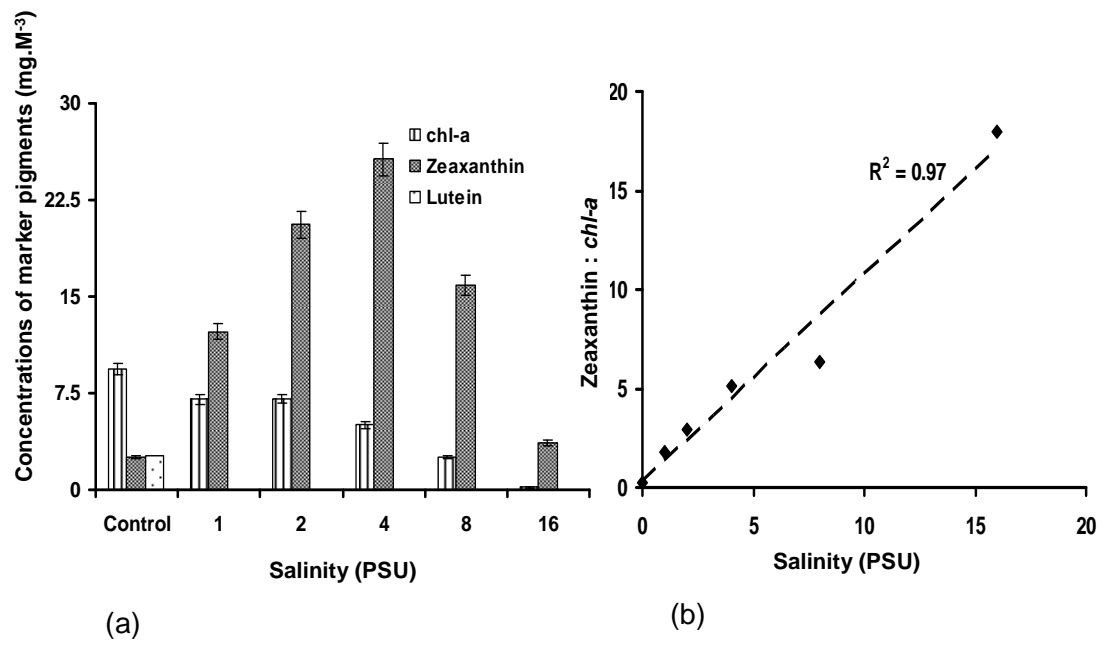 Concentrations of marker pigments (mg.M⁻³)
30
22.5
15
7.5
0
chl-a
Zeaxanthin
Lutein
Control 1 2 4 8 16
Salinity (PSU)
(a)
Zeaxanthin : chl-a
20
15
10
5
0
R² = 0.97
0 5 10 15 20
Salinity (PSU)
(b)